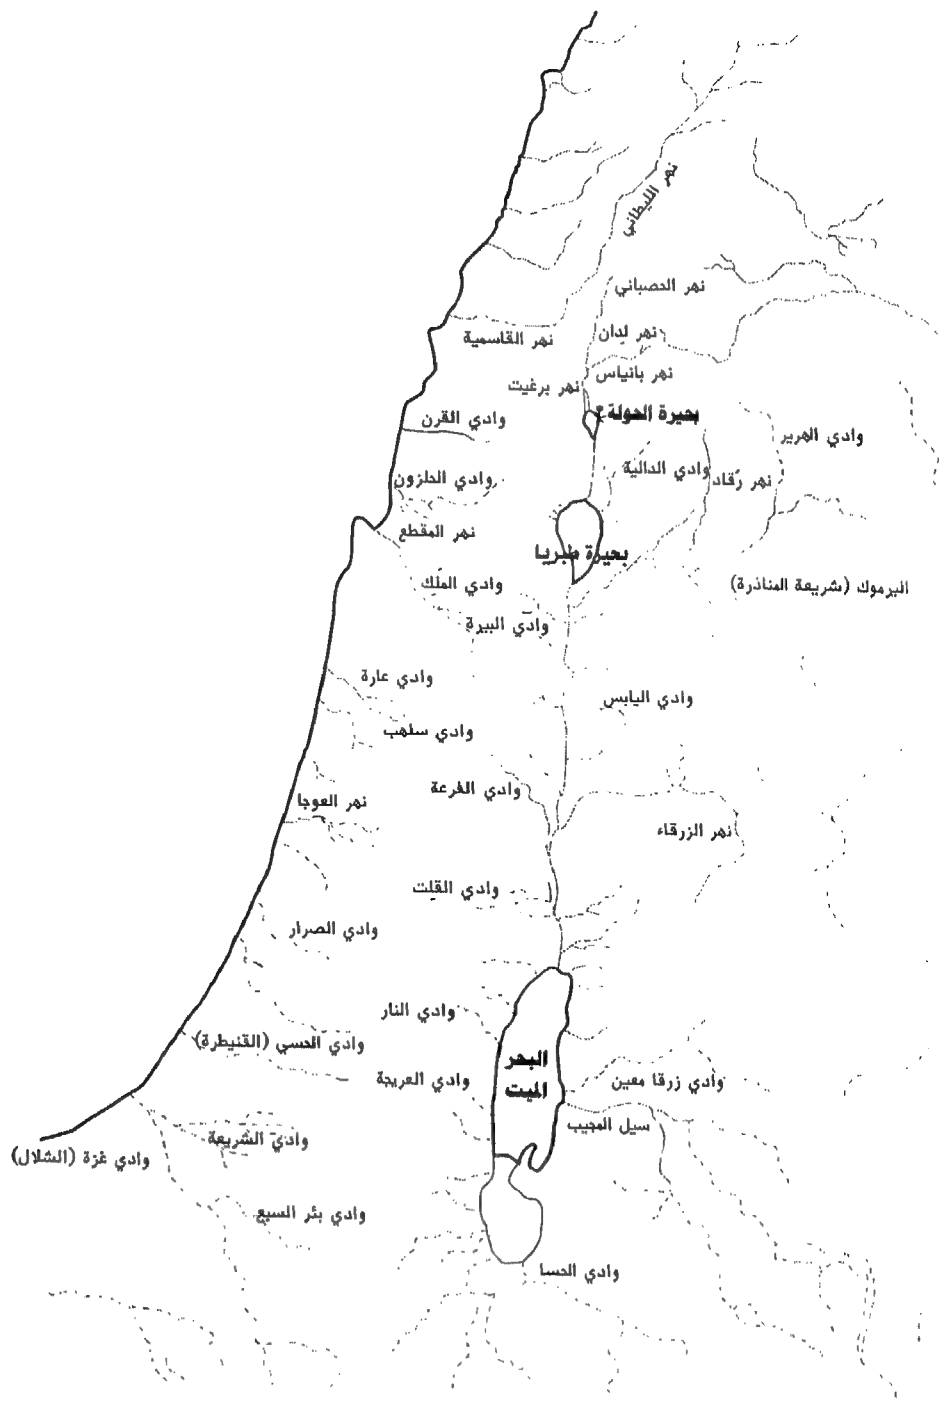 نهر الليطاني
نهر الحصباني
نهر لدان
نهر القاسمية
نهر بانياس
نهر برغيت
بحيرة الحولة
وادي القرن
وادي الهرير
وادي الدالية
نهر رُقاد
وادي الحلزون
نهر المقطع
بحيرة طبريا
وادي الملك
اليرموك (شريعة المناذرة)
وادي البيرة
وادي عارة
وادي اليابس
وادي سلهب
وادي الفرعة
نهر العوجا
نهر الزرقاء
وادي القلت
وادي الصرار
وادي النار
وادي الحسي (القنيطرة)
البحر
الميت
وادي العريجة
وادي زرقا معين
سيل المجيب
وادي الشريعة
وادي غزة (الشلال)
وادي بئر السبع
وادي الحسا